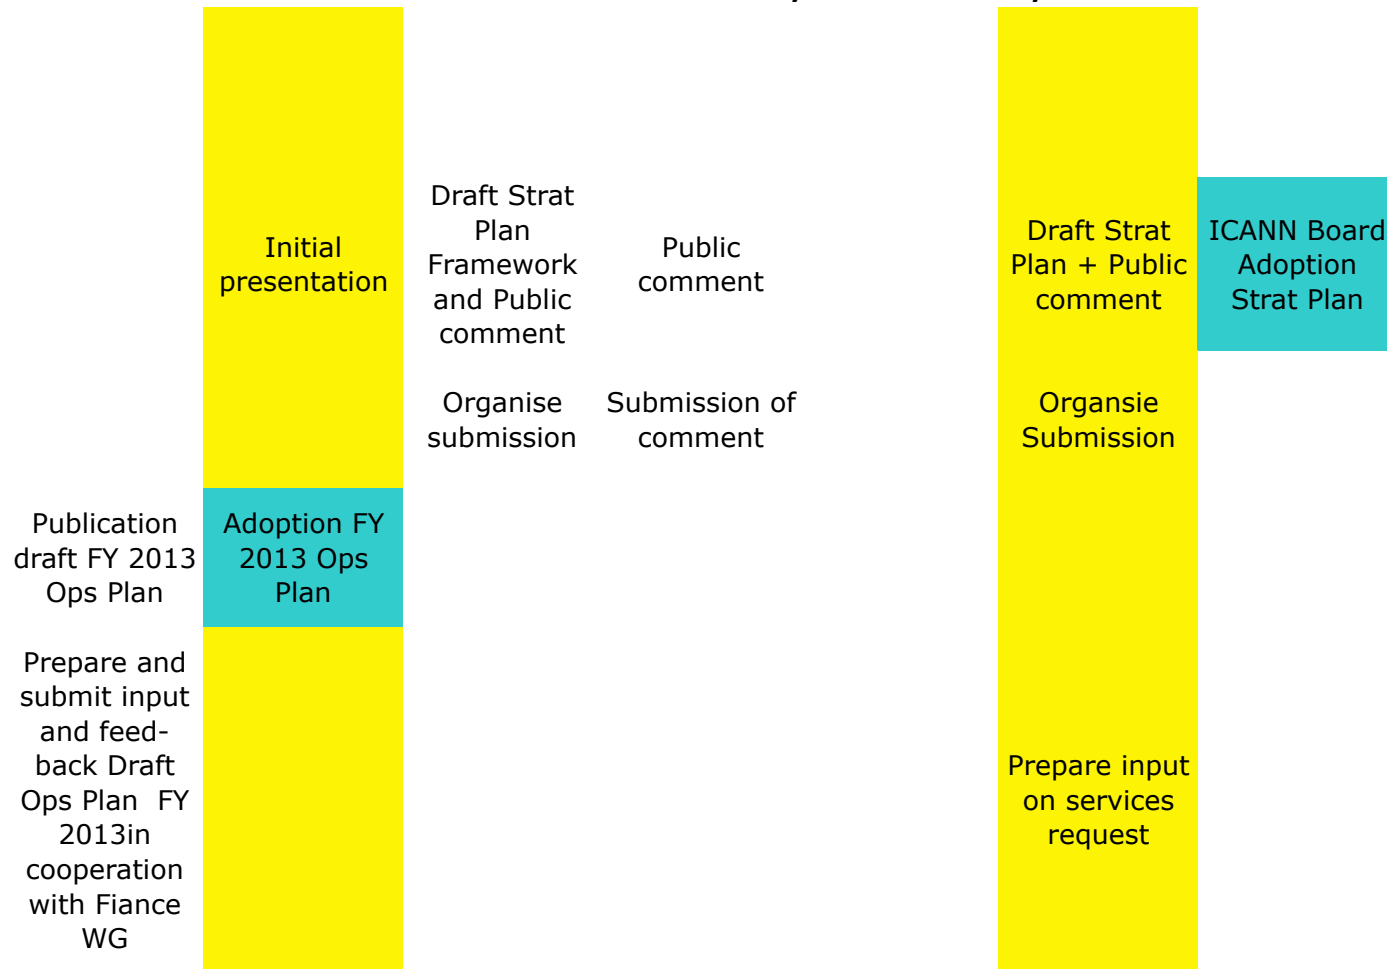 Initial
presentation
Draft Strat
Plan
Framework
and Public
comment
Public
comment
Draft Strat
Plan + Public
comment
ICANN Board
Adoption
Strat Plan
Organise
submission
Submission of
comment
Organsie
Submission
Publication
draft FY 2013
Ops Plan
Adoption FY
2013 Ops
Plan
Prepare and
submit input
and feed-
back Draft
Ops Plan  FY
2013in
cooperation
with Fiance
WG
Prepare input
on services
request